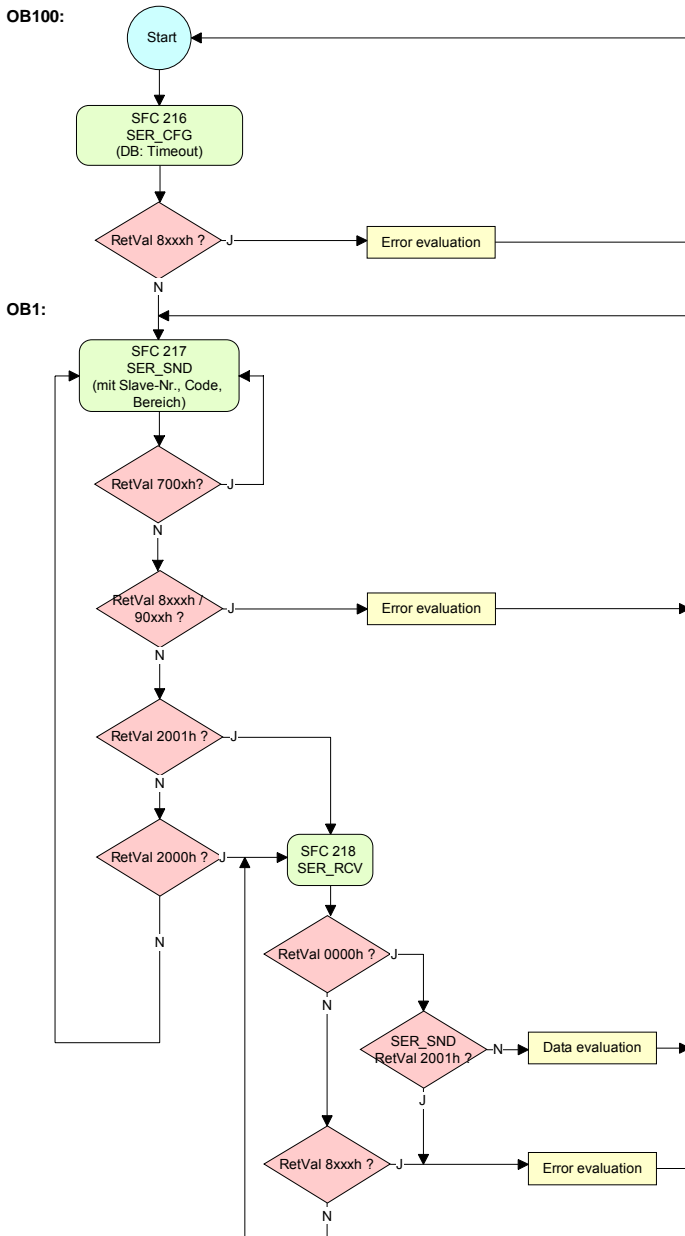 OB100:
Start
SFC 216
SER_CFG
(DB: Timeout)
RetVal 8xxxh ?
J
Error evaluation
N
OB1:
SFC 217
SER_SND
(mit Slave-Nr., Code,
Bereich)
RetVal 700xh?
J
N
RetVal 8xxxh /
90xxh ?
J
Error evaluation
N
RetVal 2001h ?
J
N
RetVal 2000h ?
J
SFC 218
SER_RCV
N
RetVal 0000h ?
J
N
SER_SND
RetVal 2001h ?
N
Data evaluation
J
RetVal 8xxxh ?
J
Error evaluation
N